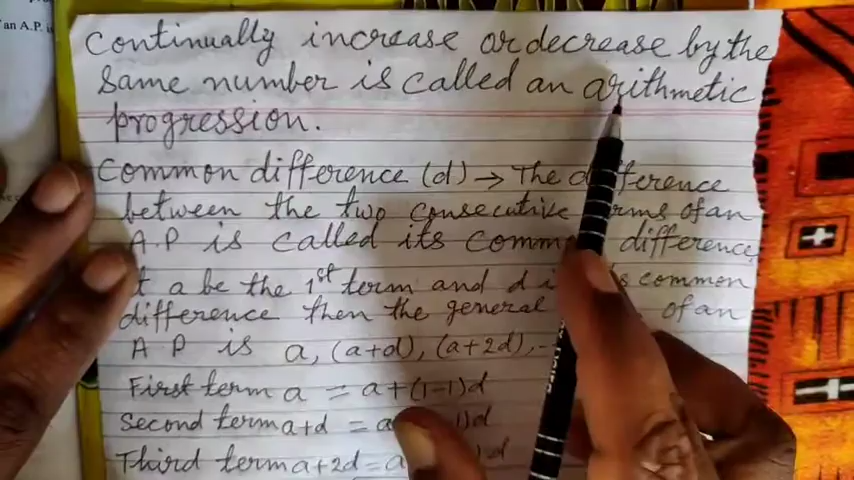 an A.P. is
Continually increase or decrease by the
same number is called an arithmetic
progression.
Common difference (d) → The difference
between the two consecutive terms of an
A.P is called its common difference,
a be the 1st term and d common
difference then the general of an
A P is a, (a+d), (a+2d),
First term a = a+(1-1)d
Second term a+d = a 1)d
Third term a+2d = a d